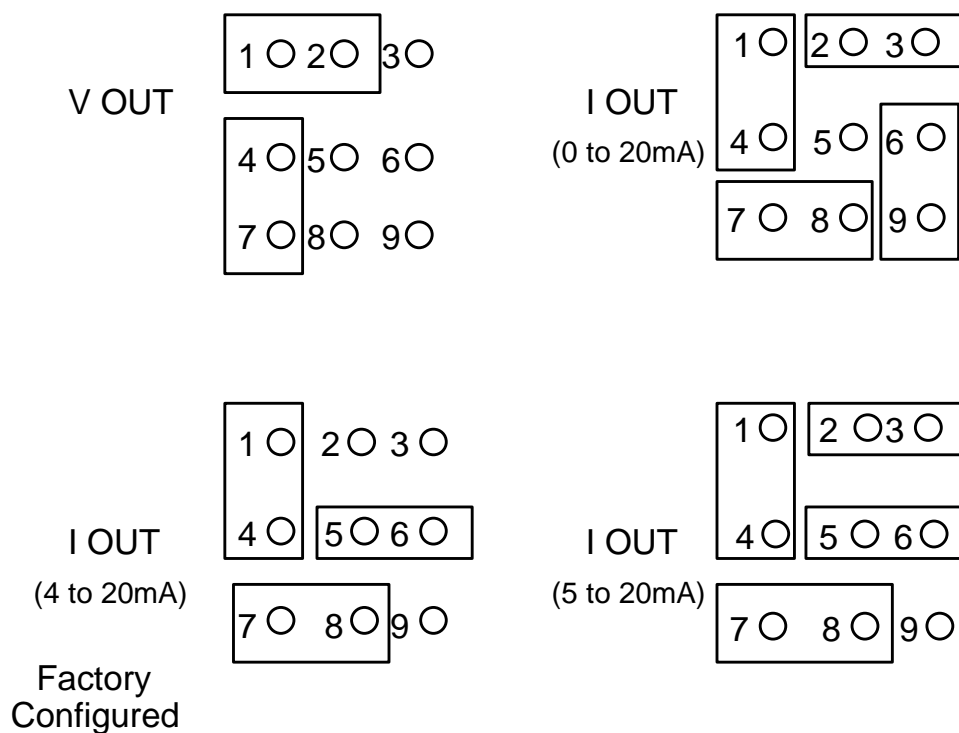 V OUT
1 2 3
4 5 6
7 8 9
I OUT
(0 to 20mA)
1 2 3
4 5 6
7 8 9
I OUT
(4 to 20mA)
Factory
Configured
1 2 3
4 5 6
7 8 9
I OUT
(5 to 20mA)
1 2 3
4 5 6
7 8 9